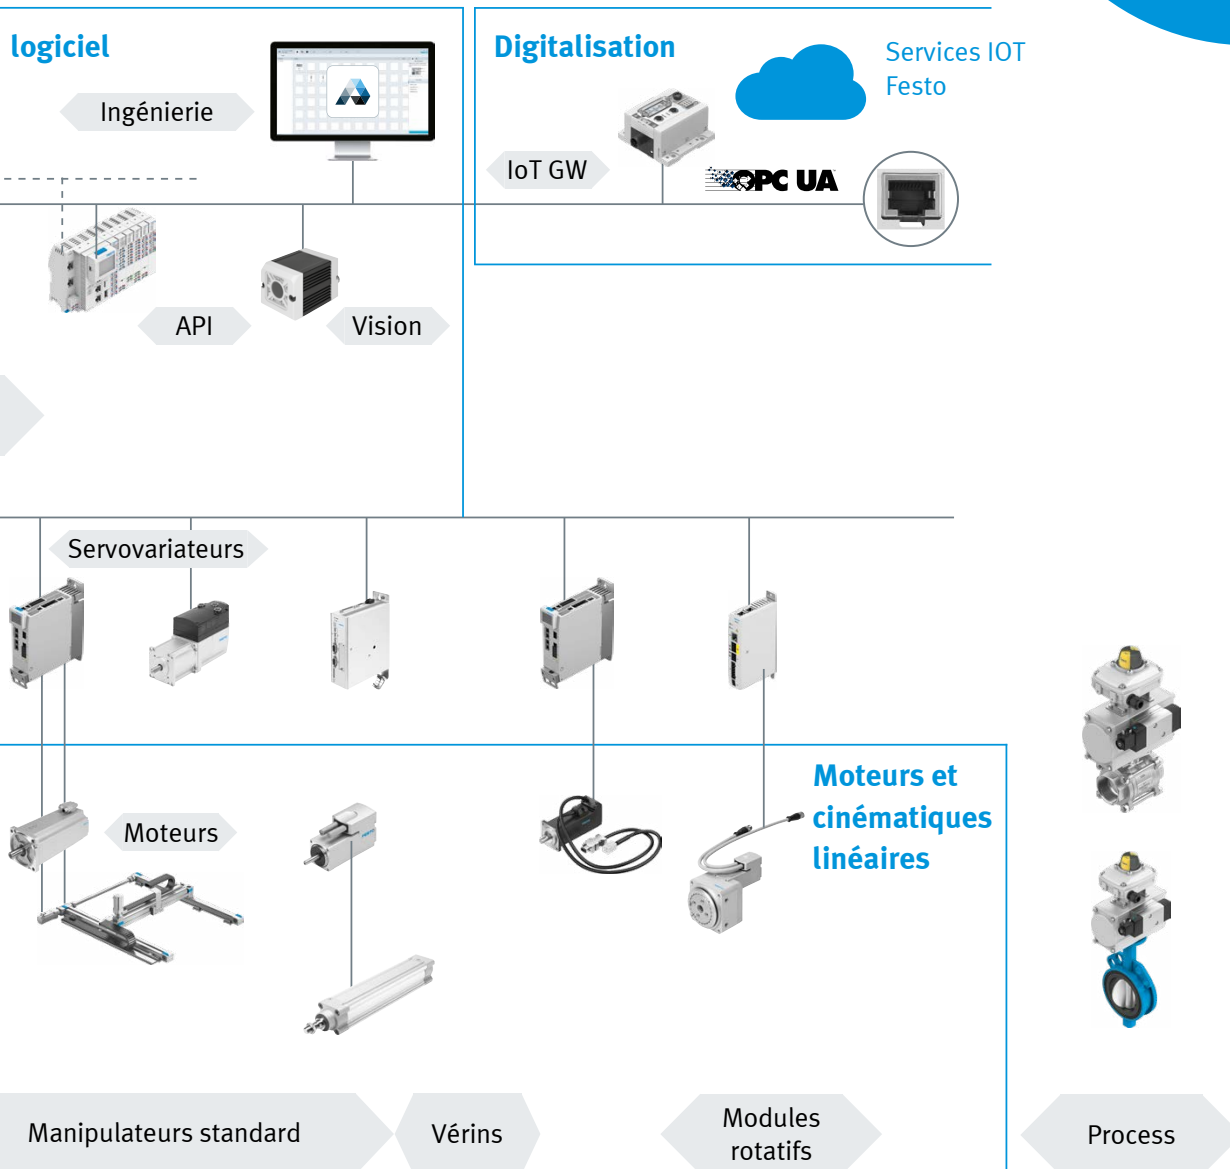 logiciel
Digitalisation
Services IOT
Festo
Ingénierie
IoT GW
OPC UA
API
Vision
Servovariateurs
Moteurs et
cinématiques
linéaires
Moteurs
Manipulateurs standard
Vérins
Modules
rotatifs
Process